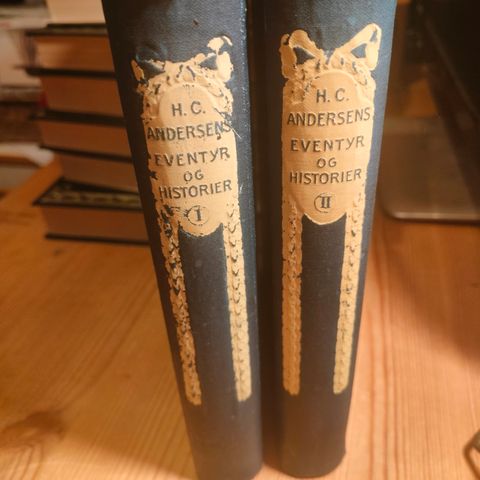 H. C.
ANDERSENS
EVENTYR
OG
HISTORIER
I
H. C.
ANDERSENS
EVENTYR
OG
HISTORIER
II